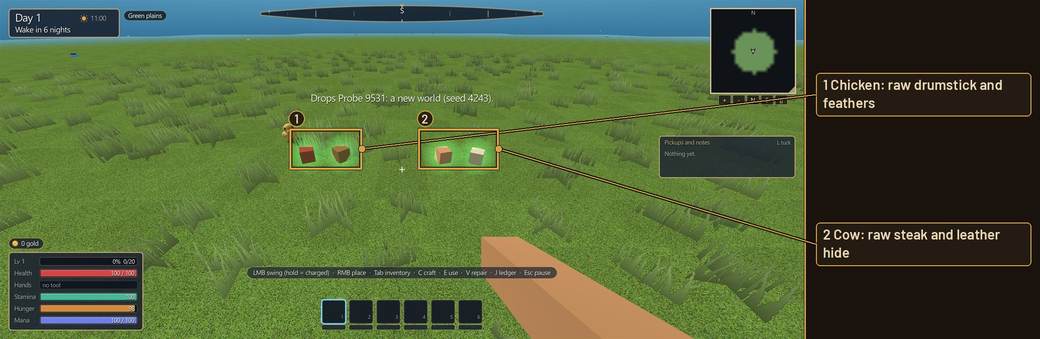 Day 1
11:00
Wake in 6 nights
Green plains
S
N
Drops Probe 9531: a new world (seed 4243).
1
2
1 Chicken: raw drumstick and
feathers
Pickups and notes
L tuck
Nothing yet.
2 Cow: raw steak and leather
hide
0 gold
Lv 1
0% 0/20
Health
100 / 100
Hands
no tool
Stamina
Hunger
Mana
100 / 100
LMB swing (hold = charged) · RMB place · Tab inventory · C craft · E use · V repair · J ledger · Esc pause
1
2
3
4
5
6